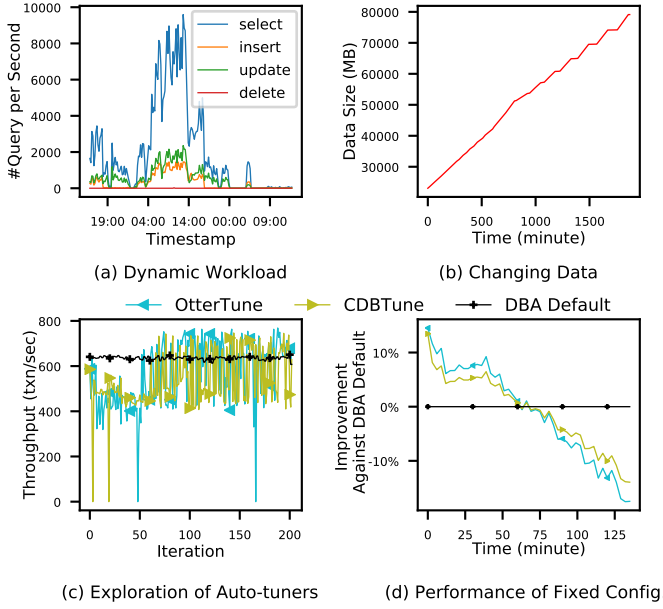 10000
8000
6000
4000
2000
0
#Query per Second
select
insert
update
delete
19:00 04:00 14:00 00:00 09:00
Timestamp
(a) Dynamic Workload
80000
70000
60000
50000
40000
30000
Data Size (MB)
0 500 1000 1500
Time (minute)
(b) Changing Data
OtterTune CDBTune DBA Default
800
600
400
200
0
Throughput (txn/sec)
0 50 100 150 200
Iteration
(c) Exploration of Auto-tuners
10%
0%
-10%
Improvement
Against DBA Default
0 25 50 75 100 125
Time (minute)
(d) Performance of Fixed Config